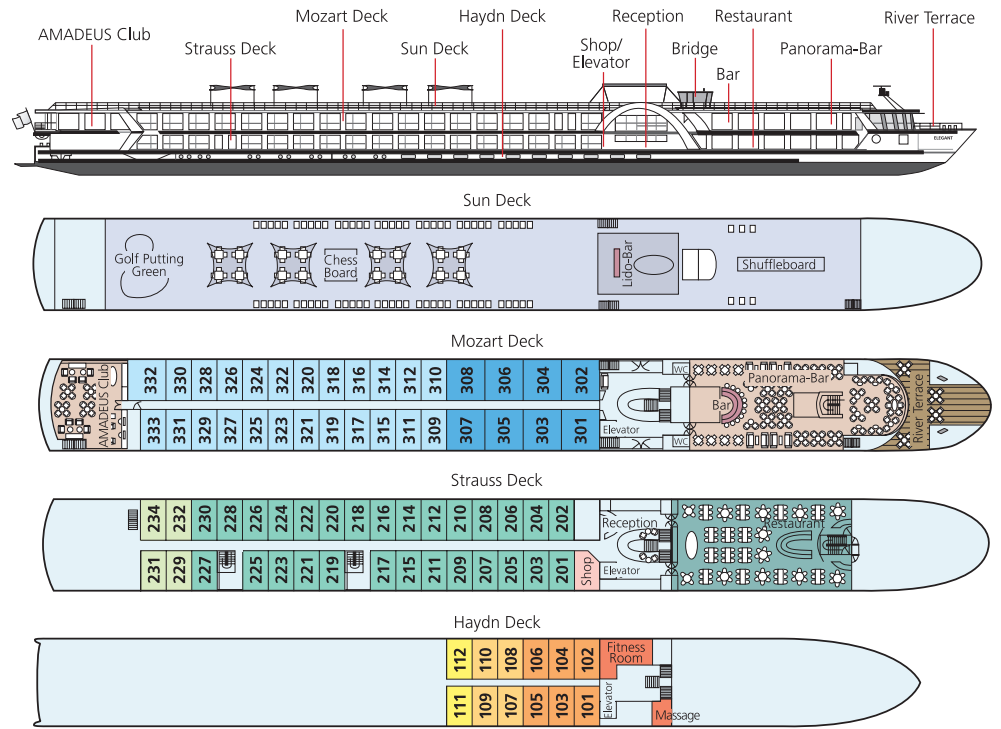 AMADEUS Club
Strauss Deck
Mozart Deck
Sun Deck
Haydn Deck
Shop/
Elevator
Reception
Bridge
Restaurant
Bar
Panorama-Bar
River Terrace
ELEGANT
Sun Deck
Golf Putting
Green
Chess
Board
Lido-Bar
Shuffleboard
Mozart Deck
AMADEUS Club
332 330 328 326 324 322 320 318 316 314 312 310 308 306 304 302
333 331 329 327 325 321 319 317 315 311 309 307 305 303 301
Elevator
WC
WC
Bar
Panorama-Bar
River Terrace
Strauss Deck
234 232 230 228 226 224 222 220 218 216 214 212 210 208 206 204 202
231 229 227 225 223 221 219 217 215 211 209 207 205 203 201
Shop
Reception
Elevator
Restaurant
Haydn Deck
112 110 108 106 104 102
111 109 107 105 103 101
Fitness
Room
Elevator
Massage